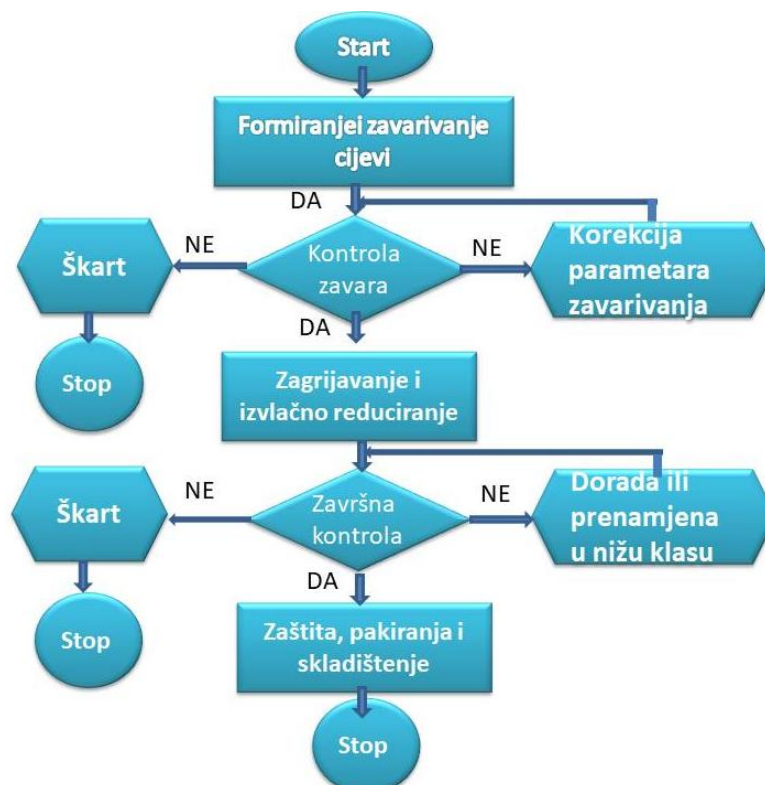 Start
Formiranjei zavarivanje
cijevi
DA
NE
Škart
Kontrola
zavara
NE
Korekcija
parametara
zavarivanja
DA
Stop
Zagrijavanje i
izvlačno reduciranje
NE
Škart
Završna
kontrola
NE
Dorada ili
prenamjena
u nižu klasu
DA
Stop
Zaštita, pakiranja i
skladištenje
Stop